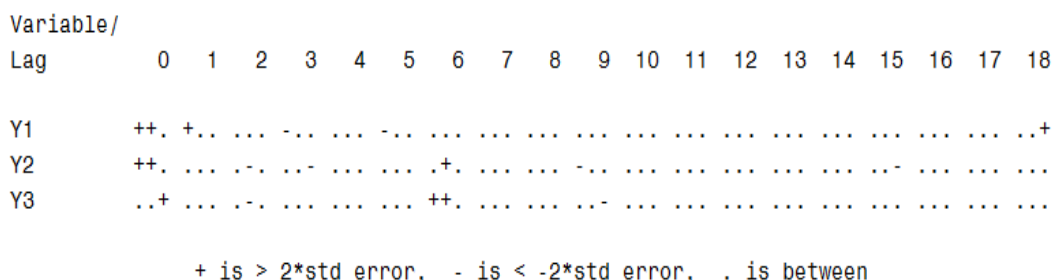 Variable/
Lag 0 1 2 3 4 5 6 7 8 9 10 11 12 13 14 15 16 17 18
Y1 ++. +.. ... -.. ... -.. ... ... ... ... ... ... ... ... ... ... ... ... ..+
Y2 ++. ... .-. ..- ... ... .+. ... ... -.. ... ... ... ... ... ..- ... ... ...
Y3 ..+ ... .-. ... ... ... ++. ... ... ..- ... ... ... ... ... ... ... ... ...
+ is > 2*std error, - is < -2*std error, . is between